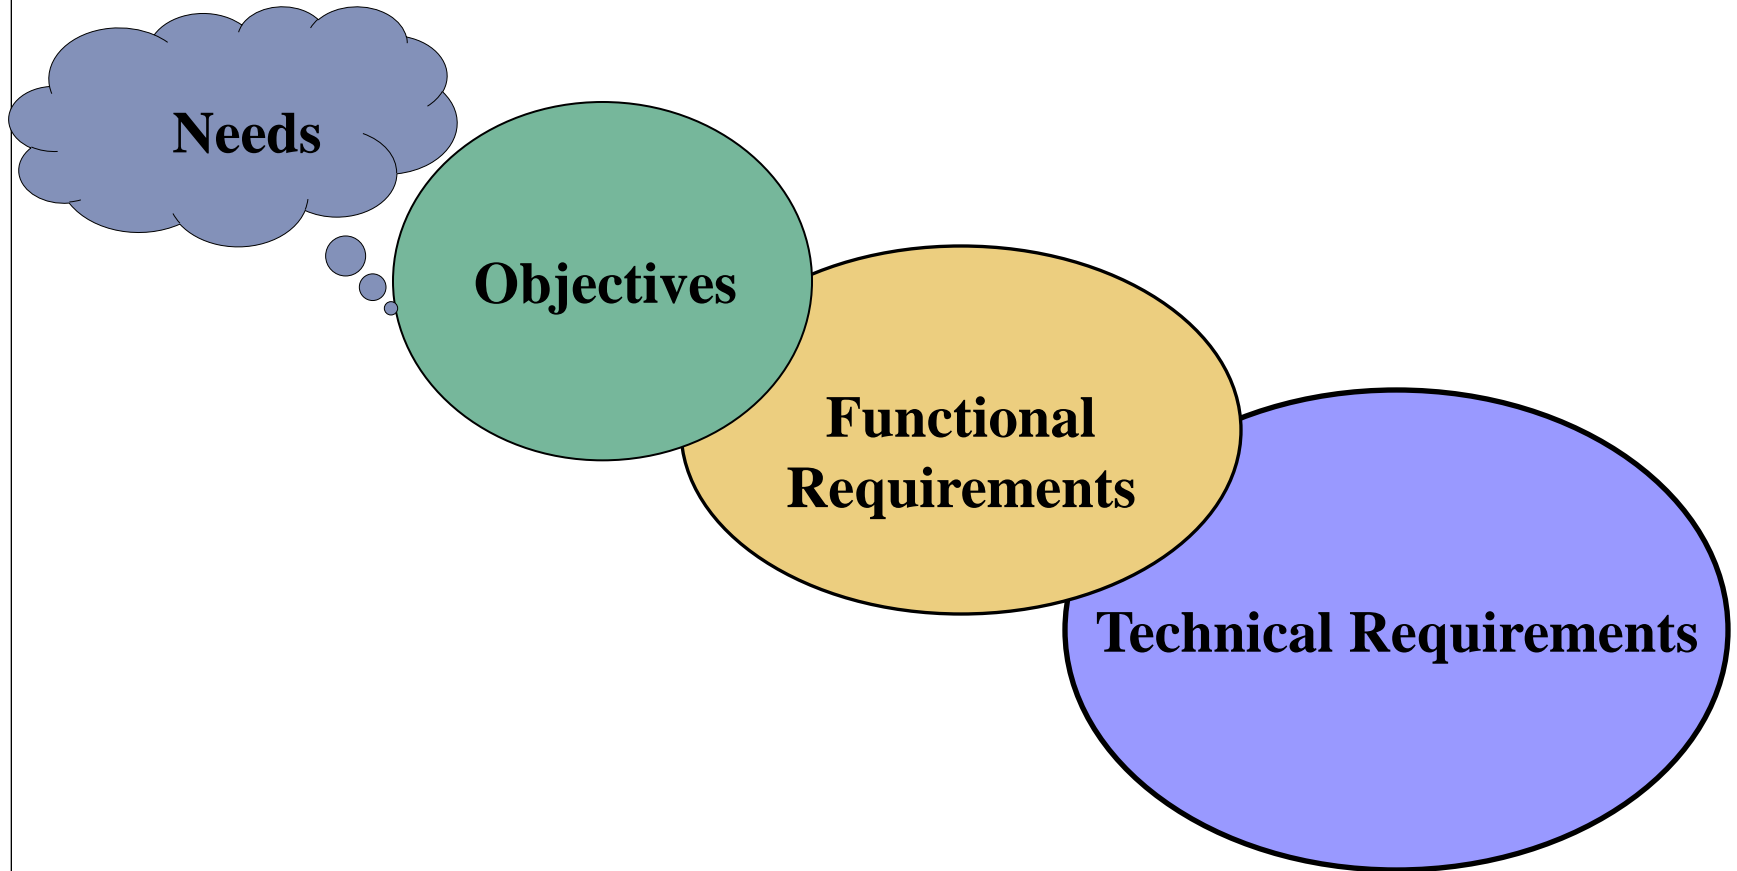 Needs
Objectives
Functional
Requirements
Technical Requirements